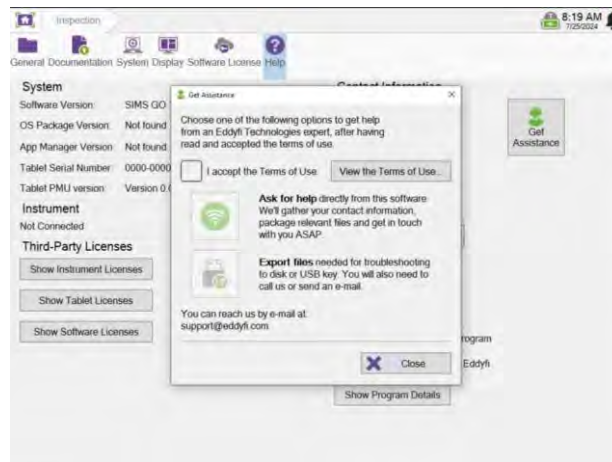 Inspection
8:19 AM
7/25/2024
General Documentation System Display Software License Help
System
Software Version: SIMS GO
OS Package Version: Not found
App Manager Version: Not found
Tablet Serial Number: 0000-0000
Tablet PMU version: Version 0.
Instrument
Not Connected
Third-Party Licenses
Show Instrument Licenses
Show Tablet Licenses
Show Software Licenses
Contact Information
Get Assistance
Choose one of the following options to get help
from an Eddyfi Technologies expert, after having
read and accepted the terms of use.
I accept the Terms of Use
View the Terms of Use...
Ask for help directly from this software.
We'll gather your contact information,
package relevant files and get in touch
with you ASAP.
Export files needed for troubleshooting
to disk or USB key. You will also need to
call us or send an e-mail.
You can reach us by e-mail at:
support@eddyfi.com
Close
Get
Assistance
rogram
Eddyfi
Show Program Details